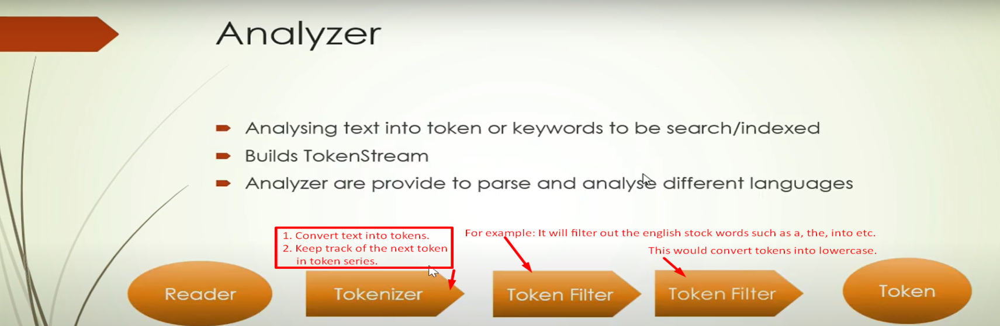 Analyzer
Analysing text into token or keywords to be search/indexed
Builds TokenStream
Analyzer are provide to parse and analyse different languages
1. Convert text into tokens.
2. Keep track of the next token
in token series.
For example: It will filter out the english stock words such as a, the, into etc.
This would convert tokens into lowercase.
Reader
Tokenizer
Token Filter
Token Filter
Token